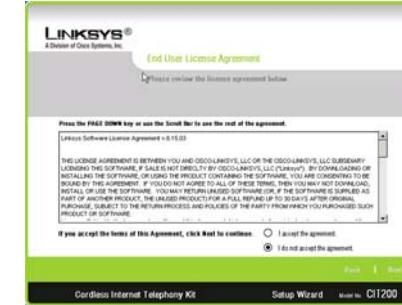 LINKSYS®
A Division of Cisco Systems, Inc.
End User License Agreement
Please review the license agreement below
Press the PAGE DOWN key or use the Scroll Bar to see the rest of the agreement.
Linksys Software License Agreement
THIS LICENSE AGREEMENT IS BETWEEN YOU AND CISCO-LINKSYS, LLC OR THE CISCO-LINKSYS, LLC SUBSIDIARY
LICENSING THIS SOFTWARE, IF SALE IS NOT DIRECTLY BY CISCO-LINKSYS, LLC ("Linksys"). BY DOWNLOADING OR
INSTALLING THE SOFTWARE, OR USING THE PRODUCT CONTAINING THE SOFTWARE, YOU ARE CONSENTING TO BE
BOUND BY THIS AGREEMENT. IF YOU DO NOT AGREE TO ALL OF THESE TERMS, THEN YOU MAY NOT DOWNLOAD,
INSTALL OR USE THE SOFTWARE. YOU MAY RETURN UNUSED SOFTWARE (OR, IF THE SOFTWARE IS SUPPLIED AS
PART OF ANOTHER PRODUCT, THE UNUSED PRODUCT) FOR A FULL REFUND UP TO 30 DAYS AFTER ORIGINAL
PURCHASE, SUBJECT TO THE RETURN PROCESS AND POLICIES OF THE PARTY FROM WHICH YOU PURCHASED SUCH
PRODUCT OR SOFTWARE
If you accept the terms of this Agreement, click Next to continue.
I accept the agreement.
I do not accept the agreement.
Back | Next
Cordless Internet Telephony Kit Setup Wizard Model No. CIT200